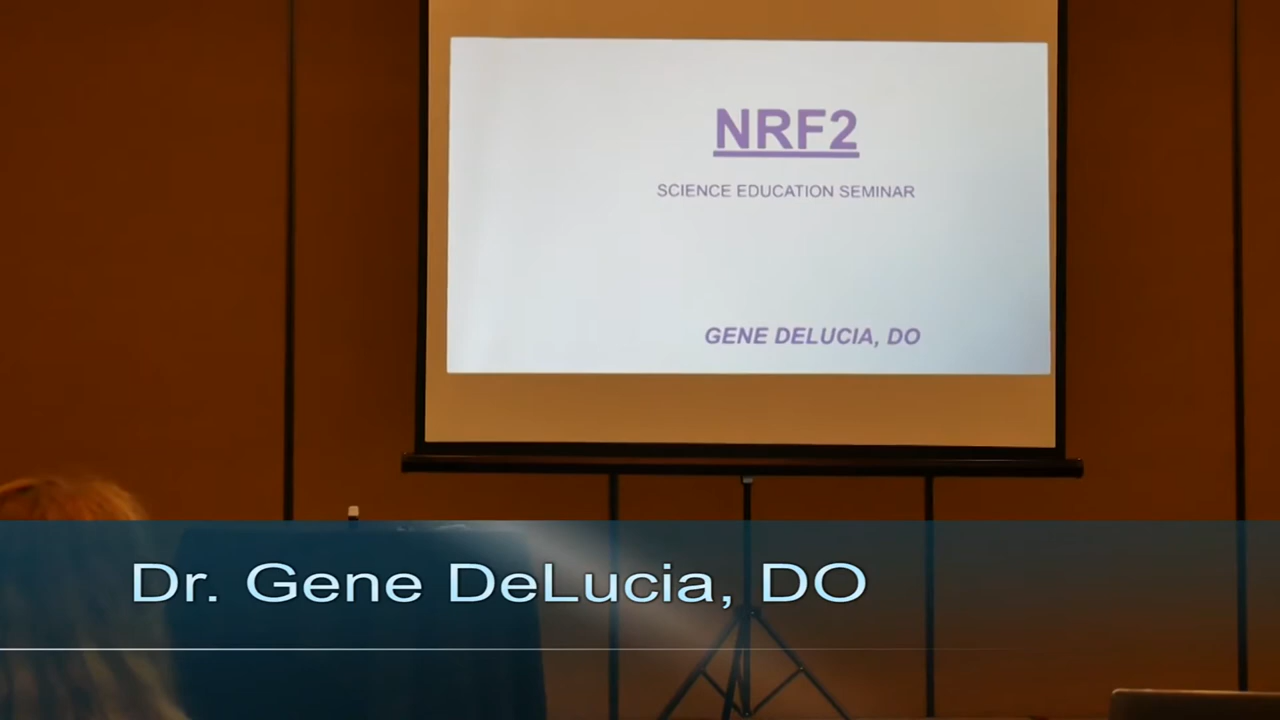 NRF2
SCIENCE EDUCATION SEMINAR
GENE DELUCIA, DO
Dr. Gene DeLucia, DO